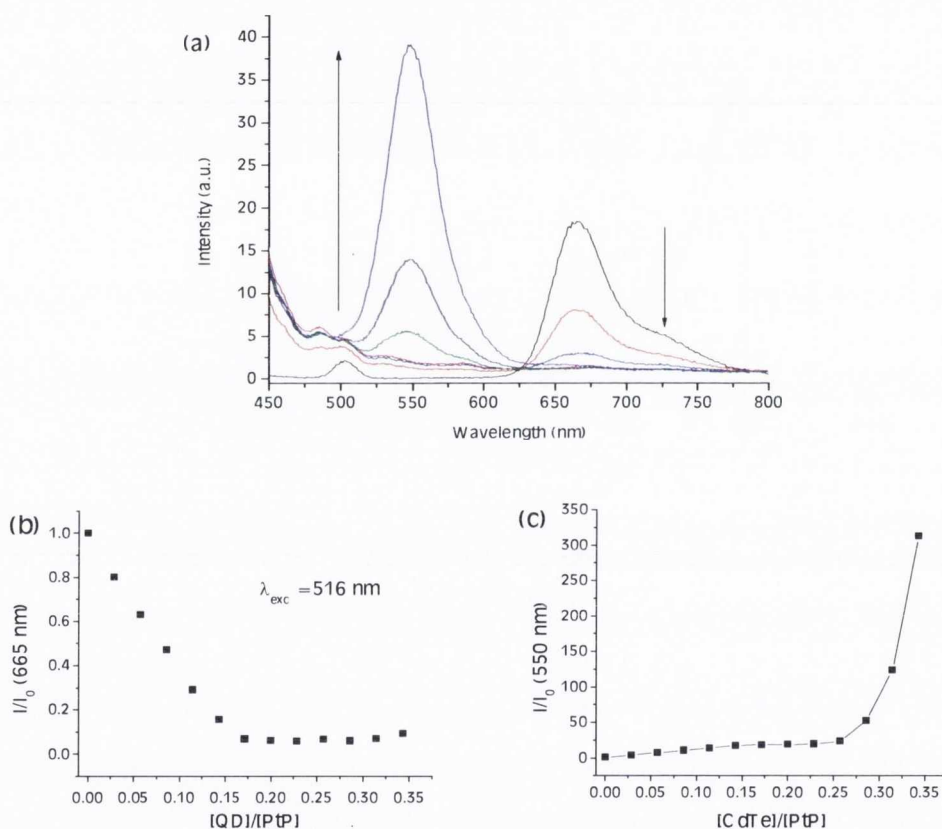 (a)
40
35
30
25
20
15
10
5
0
Intensity (a.u.)
450 500 550 600 650 700 750 800
Wavelength (nm)
(b)
1.0
0.8
0.6
0.4
0.2
0.0
I/I0 (665 nm)
λexc = 516 nm
0.00 0.05 0.10 0.15 0.20 0.25 0.30 0.35
[QD]/[PtP]
(c)
350
300
250
200
150
100
50
0
I/I0 (550 nm)
0.00 0.05 0.10 0.15 0.20 0.25 0.30 0.35
[CdTe]/[PtP]